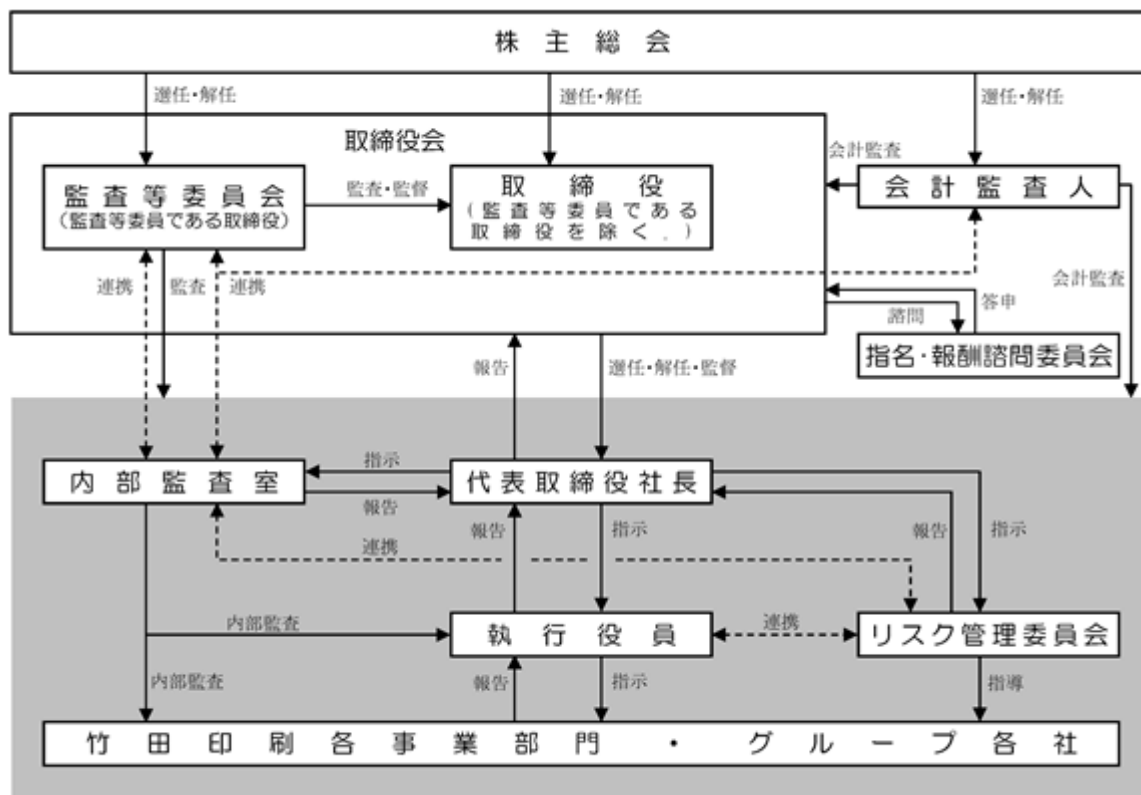 株主総会
選任・解任
選任・解任
選任・解任
取締役会
会計監査
監査等委員会
(監査等委員である取締役)
監査・監督
取締役
(監査等委員である
取締役を除く。)
会計監査人
連携
監査
連携
会計監査
答申
諮問
指名・報酬諮問委員会
報告
選任・解任・監督
内部監査室
指示
報告
代表取締役社長
報告
指示
報告
指示
連携
内部監査
執行役員
連携
リスク管理委員会
内部監査
報告
指示
指導
竹田印刷各事業部門・グループ各社